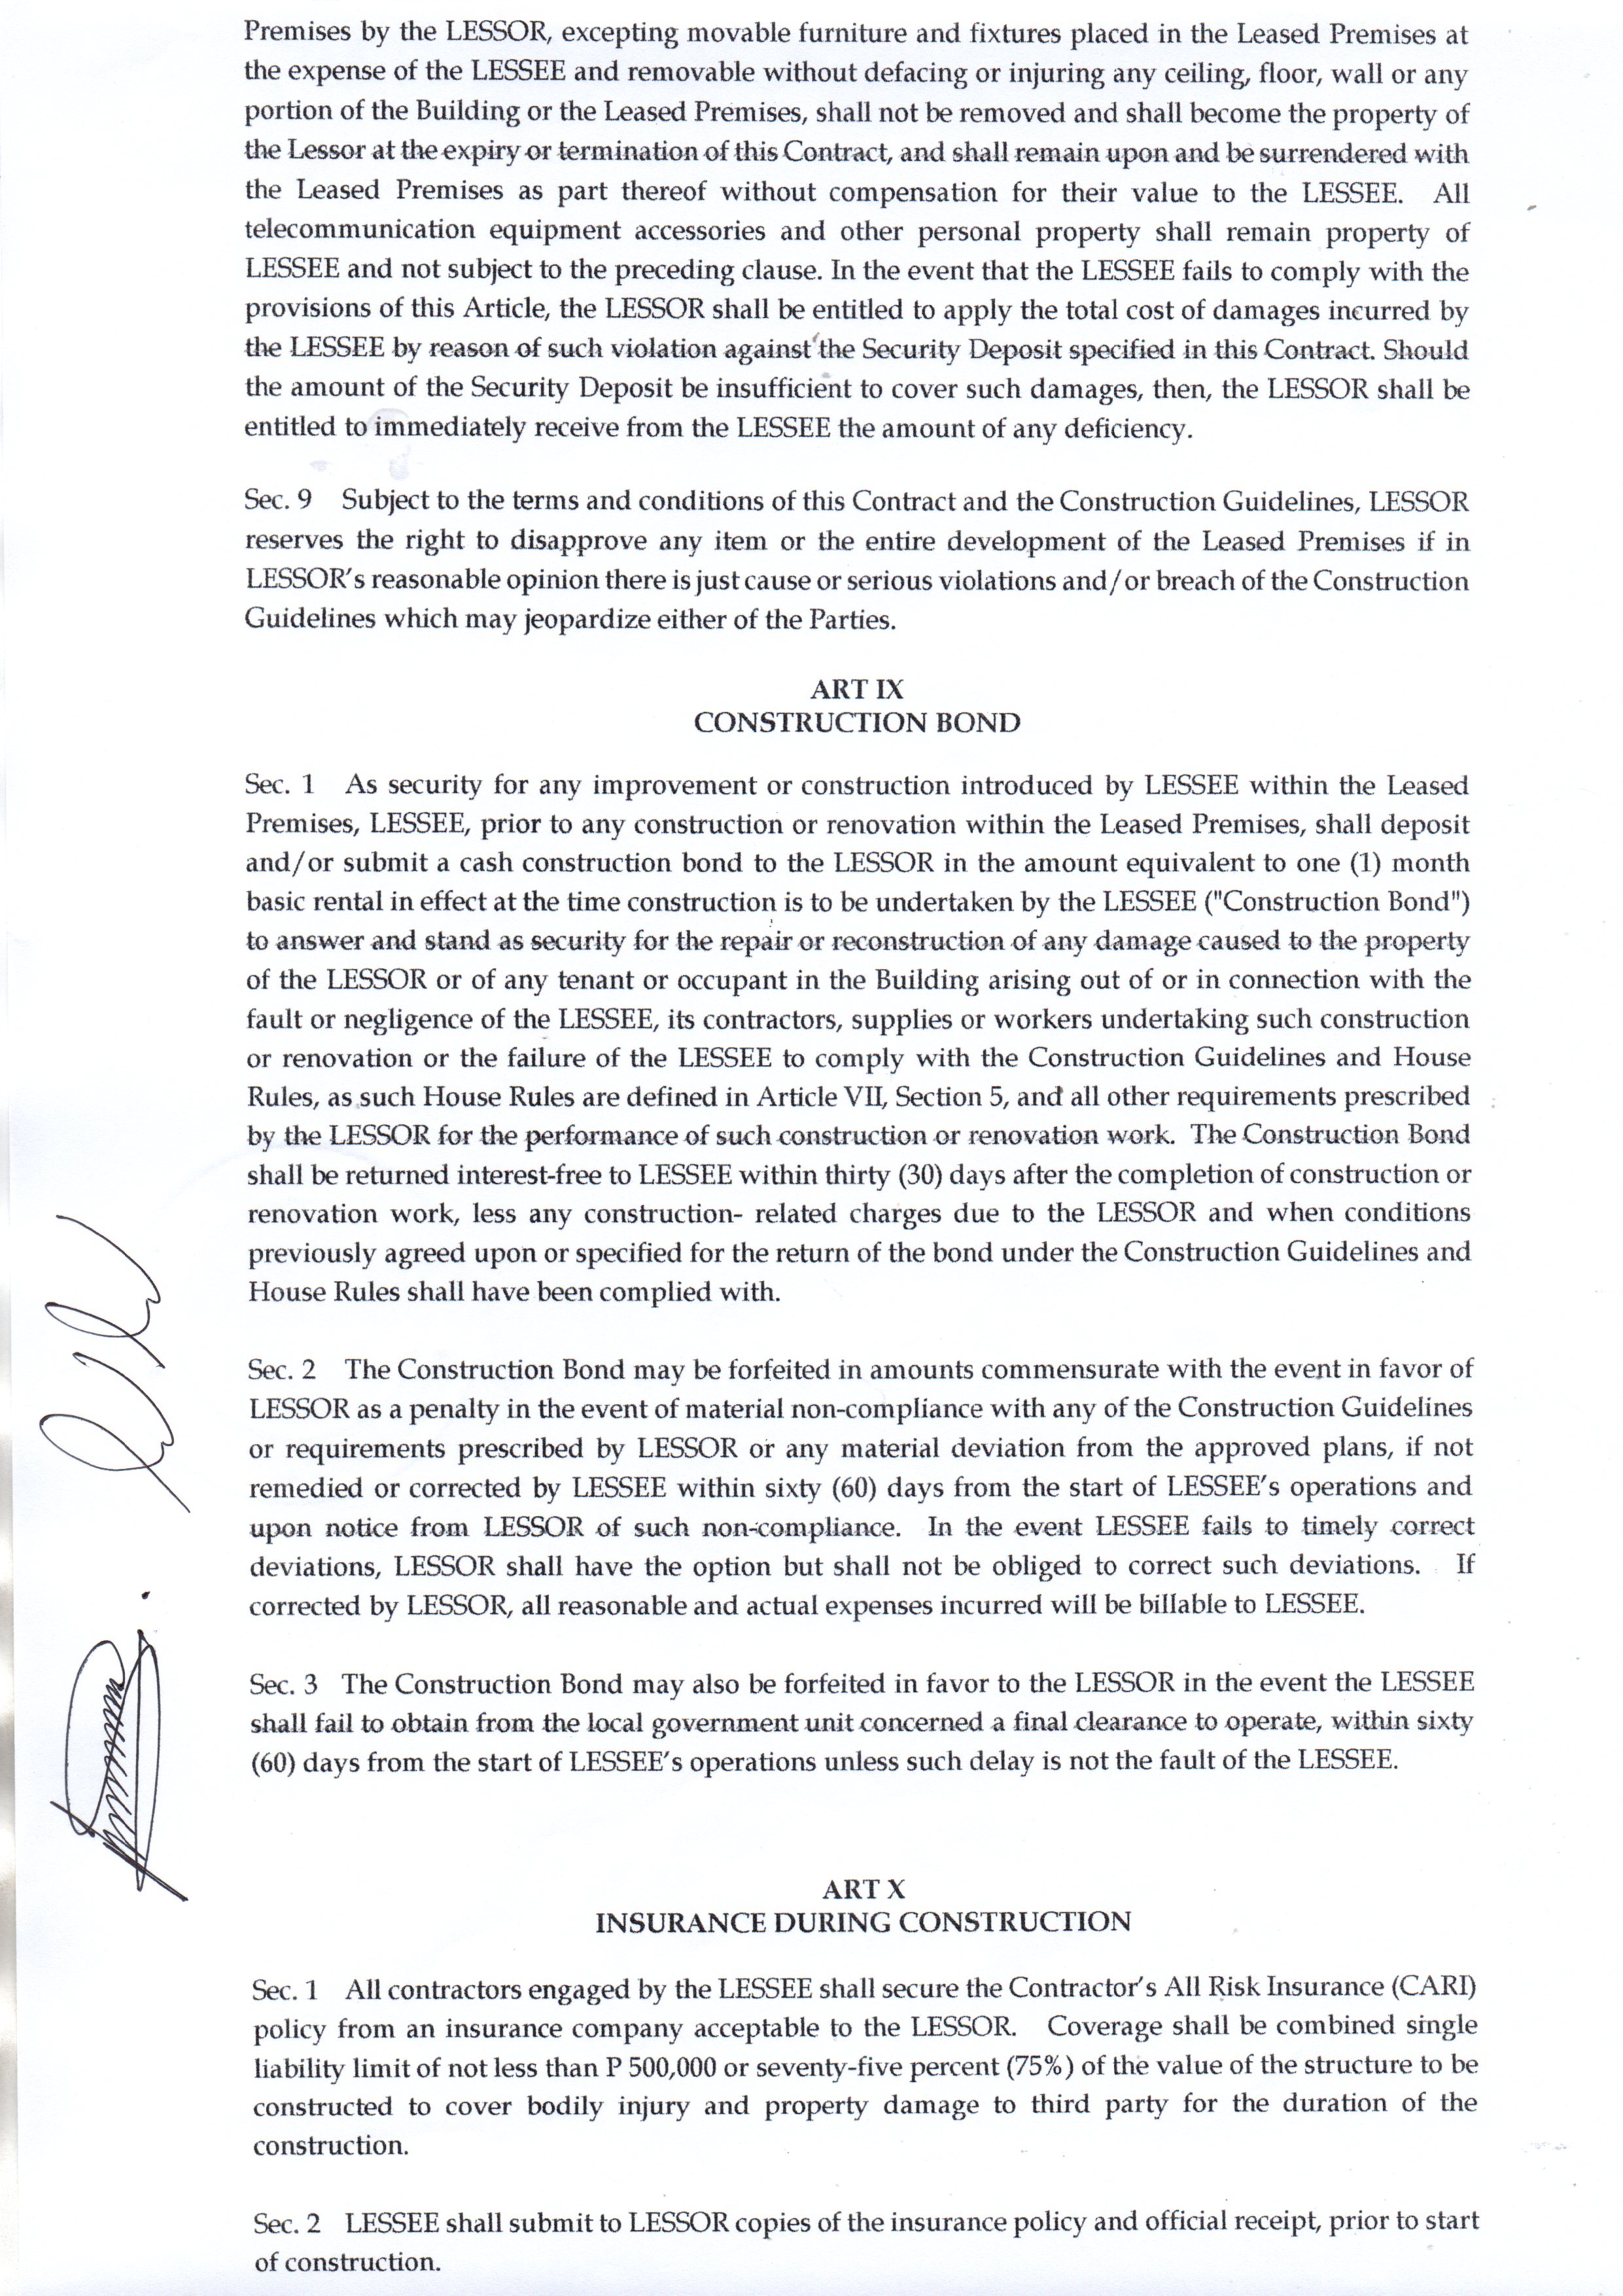 Premises by the LESSOR, excepting movable furniture and fixtures placed in the Leased Premises at
the expense of the LESSEE and removable without defacing or injuring any ceiling, floor, wall or any
portion of the Building or the Leased Premises, shall not be removed and shall become the property of
the Lessor at the expiry or termination of this Contract, and shall remain upon and be surrendered with
the Leased Premises as part thereof without compensation for their value to the LESSEE. All
telecommunication equipment accessories and other personal property shall remain property of
LESSEE and not subject to the preceding clause. In the event that the LESSEE fails to comply with the
provisions of this Article, the LESSOR shall be entitled to apply the total cost of damages incurred by
the LESSEE by reason of such violation against the Security Deposit specified in this Contract. Should
the amount of the Security Deposit be insufficient to cover such damages, then, the LESSOR shall be
entitled to immediately receive from the LESSEE the amount of any deficiency.
Sec. 9 Subject to the terms and conditions of this Contract and the Construction Guidelines, LESSOR
reserves the right to disapprove any item or the entire development of the Leased Premises if in
LESSOR's reasonable opinion there is just cause or serious violations and/or breach of the Construction
Guidelines which may jeopardize either of the Parties.
ART IX
CONSTRUCTION BOND
Sec. 1 As security for any improvement or construction introduced by LESSEE within the Leased
Premises, LESSEE, prior to any construction or renovation within the Leased Premises, shall deposit
and/or submit a cash construction bond to the LESSOR in the amount equivalent to one (1) month
basic rental in effect at the time construction is to be undertaken by the LESSEE ("Construction Bond")
to answer and stand as security for the repair or reconstruction of any damage caused to the property
of the LESSOR or of any tenant or occupant in the Building arising out of or in connection with the
fault or negligence of the LESSEE, its contractors, supplies or workers undertaking such construction
or renovation or the failure of the LESSEE to comply with the Construction Guidelines and House
Rules, as such House Rules are defined in Article VII, Section 5, and all other requirements prescribed
by the LESSOR for the performance of such construction or renovation work. The Construction Bond
shall be returned interest-free to LESSEE within thirty (30) days after the completion of construction or
renovation work, less any construction- related charges due to the LESSOR and when conditions
previously agreed upon or specified for the return of the bond under the Construction Guidelines and
House Rules shall have been complied with.
Sec. 2 The Construction Bond may be forfeited in amounts commensurate with the event in favor of
LESSOR as a penalty in the event of material non-compliance with any of the Construction Guidelines
or requirements prescribed by LESSOR or any material deviation from the approved plans, if not
remedied or corrected by LESSEE within sixty (60) days from the start of LESSEE's operations and
upon notice from LESSOR of such non-compliance. In the event LESSEE fails to timely correct
deviations, LESSOR shall have the option but shall not be obliged to correct such deviations. If
corrected by LESSOR, all reasonable and actual expenses incurred will be billable to LESSEE.
Sec. 3 The Construction Bond may also be forfeited in favor to the LESSOR in the event the LESSEE
shall fail to obtain from the local government unit concerned a final clearance to operate, within sixty
(60) days from the start of LESSEE's operations unless such delay is not the fault of the LESSEE.
ART X
INSURANCE DURING CONSTRUCTION
Sec. 1 All contractors engaged by the LESSEE shall secure the Contractor's All Risk Insurance (CARI)
policy from an insurance company acceptable to the LESSOR. Coverage shall be combined single
liability limit of not less than P 500,000 or seventy-five percent (75%) of the value of the structure to be
constructed to cover bodily injury and property damage to third party for the duration of the
construction.
Sec. 2 LESSEE shall submit to LESSOR copies of the insurance policy and official receipt, prior to start
of construction.